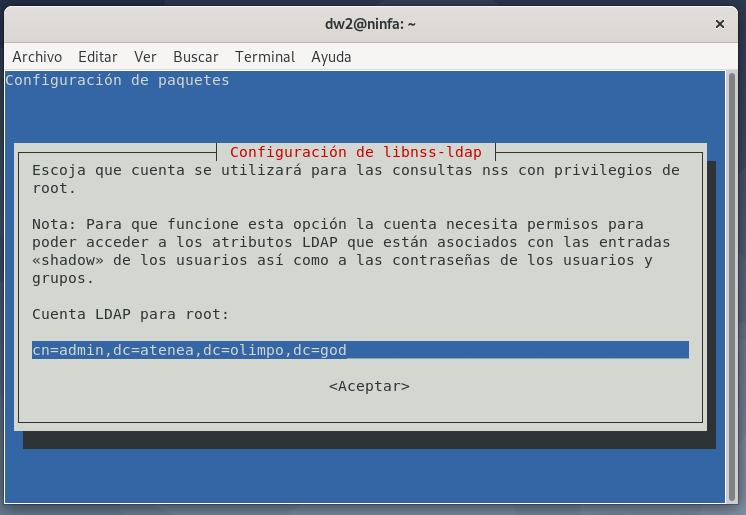 dw2@ninfa: ~
Archivo Editar Ver Buscar Terminal Ayuda
Configuración de paquetes
Configuración de libnss-ldap
Escoja que cuenta se utilizará para las consultas nss con privilegios de
root.
Nota: Para que funcione esta opción la cuenta necesita permisos para
poder acceder a los atributos LDAP que están asociados con las entradas
«shadow» de los usuarios así como a las contraseñas de los usuarios y
grupos.
Cuenta LDAP para root:
cn=admin,dc=atenea,dc=olimpo,dc=god
<Aceptar>